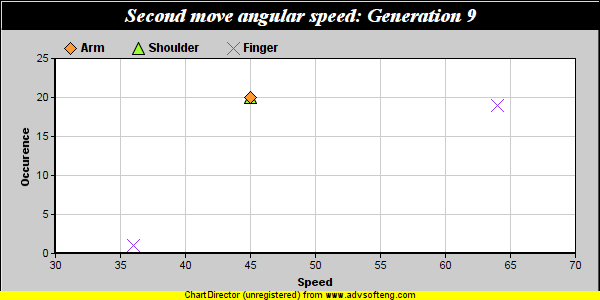 Second move angular speed: Generation 9
Arm Shoulder Finger
25
20
15
10
5
0
Occurence
30 35 40 45 50 55 60 65 70
Speed
ChartDirector (unregistered) from www.advsofteng.com